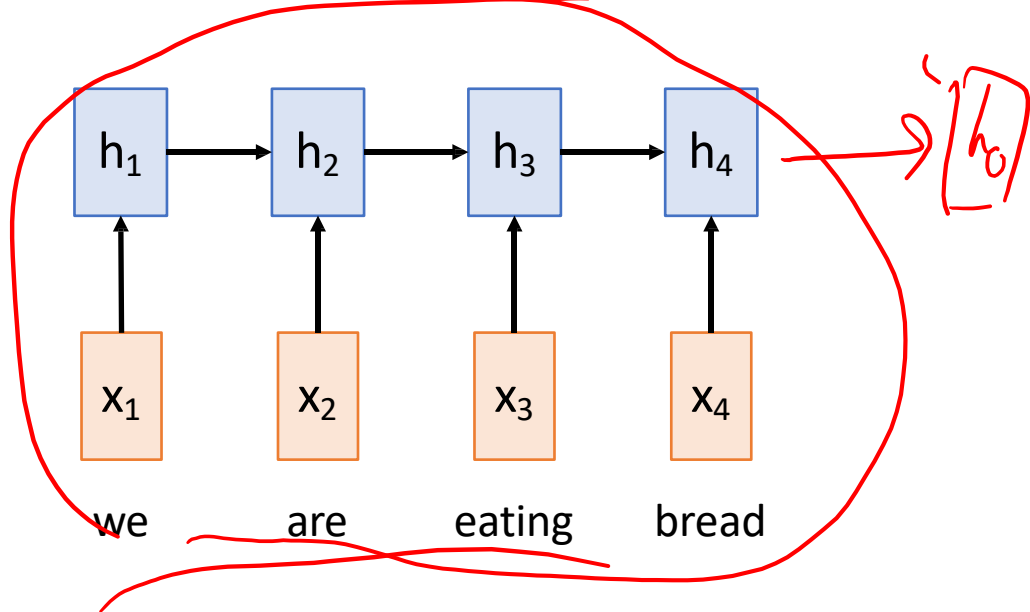 h₁ h₂ h₃ h₄ h₀
x₁ x₂ x₃ x₄
we are eating bread